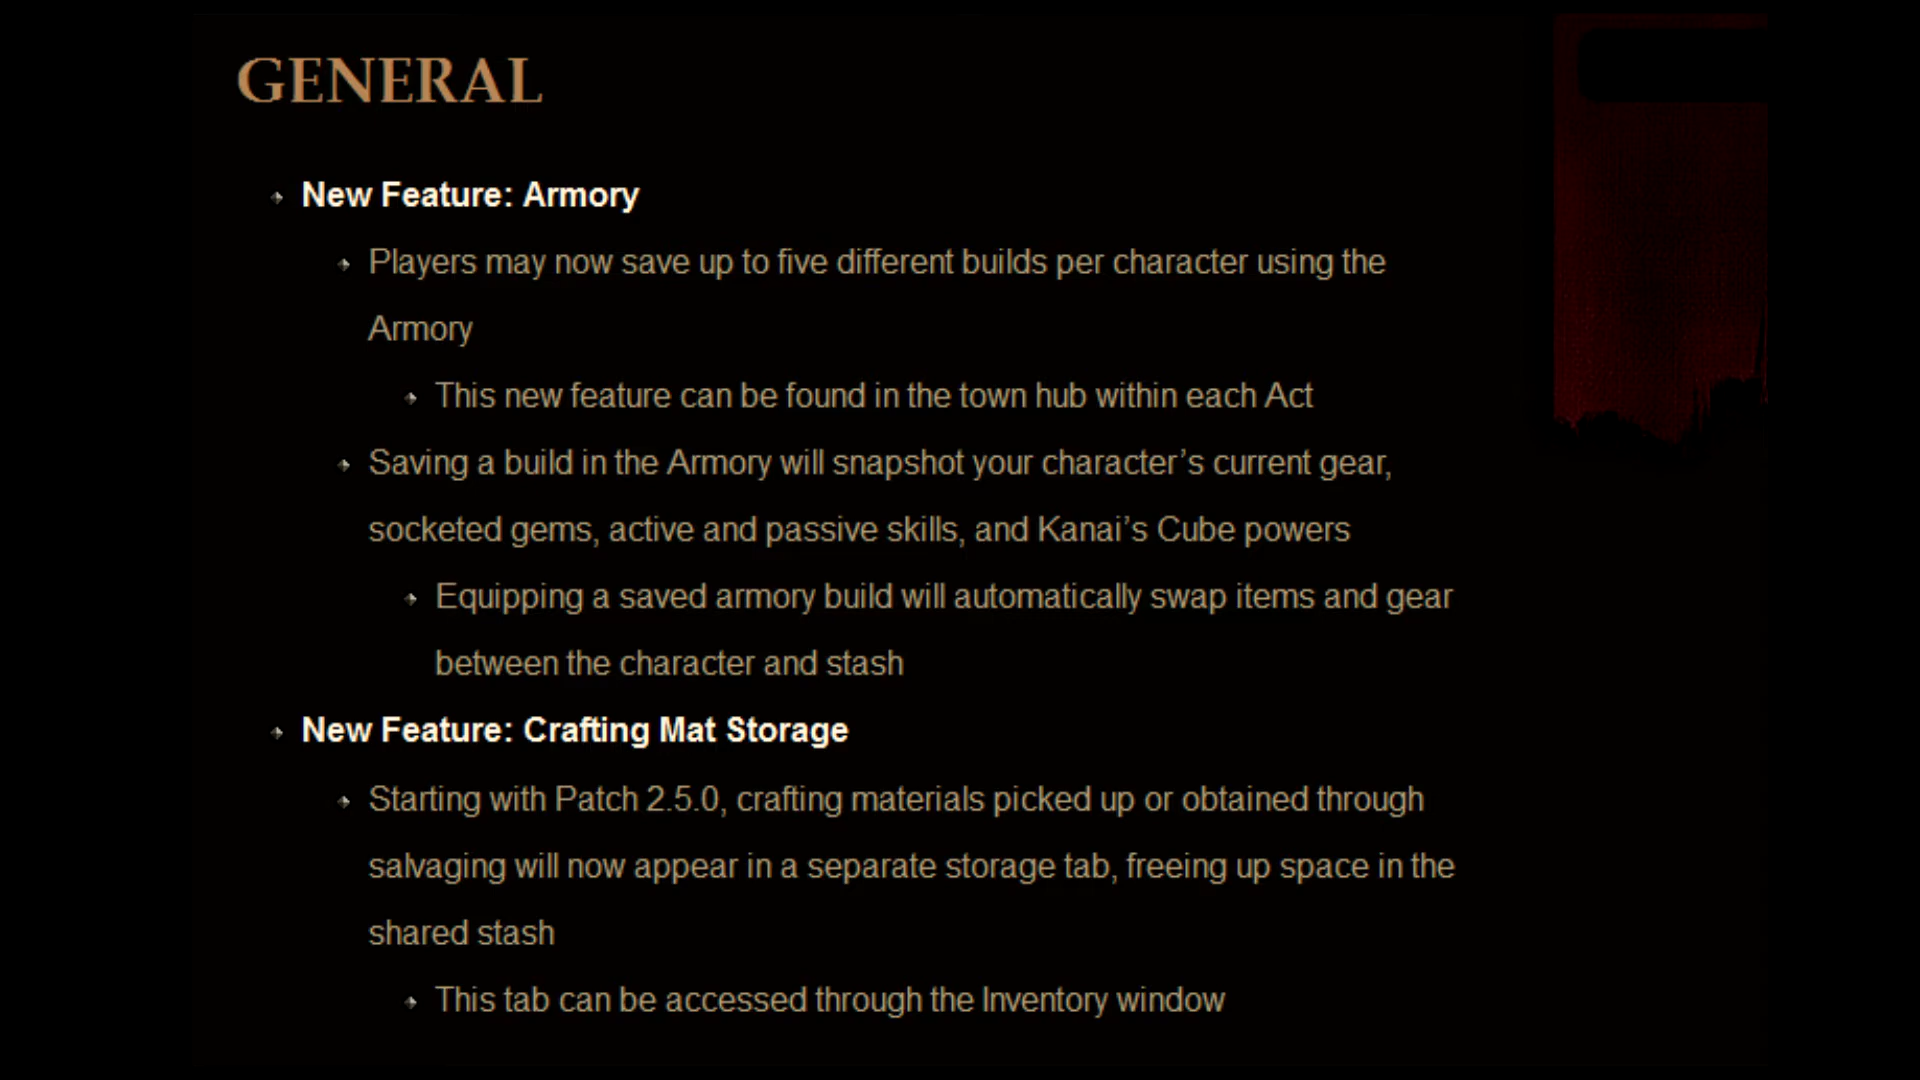 GENERAL
New Feature: Armory
Players may now save up to five different builds per character using the
Armory
This new feature can be found in the town hub within each Act
Saving a build in the Armory will snapshot your character’s current gear,
socketed gems, active and passive skills, and Kanai’s Cube powers
Equipping a saved armory build will automatically swap items and gear
between the character and stash
New Feature: Crafting Mat Storage
Starting with Patch 2.5.0, crafting materials picked up or obtained through
salvaging will now appear in a separate storage tab, freeing up space in the
shared stash
This tab can be accessed through the Inventory window